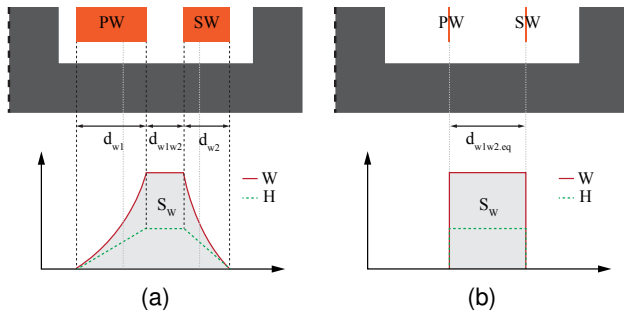 PW SW
d_w1 d_w1w2 d_w2
W
H
S_W
(a)
PW SW
d_w1w2.eq
W
H
S_W
(b)